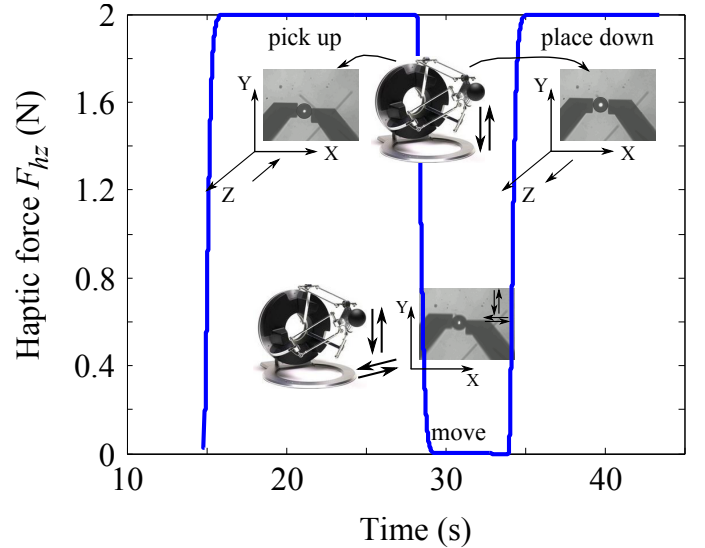 2
pick up
place down
1.6
Y
X
Z
Y
X
Z
1.2
Haptic force F_hz (N)
0.8
0.4
0
Y
X
move
10
20
30
40
Time (s)